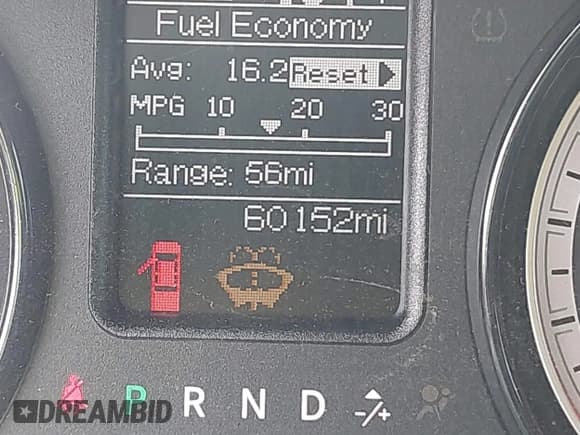 Fuel Economy
Avg: 16.2 Reset
MPG 10 20 30
Range: 56mi
60152mi
P R N D -/+
DREAMBID